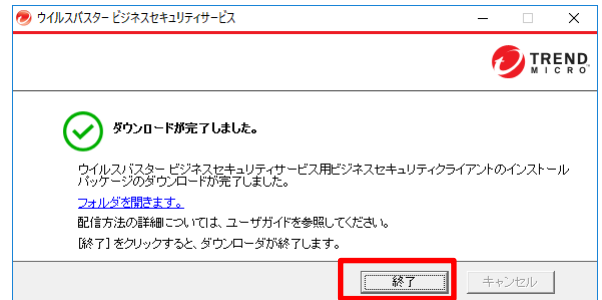 ウイルスバスター ビジネスセキュリティサービス
TREND
MICRO
ダウンロードが完了しました。
ウイルスバスター ビジネスセキュリティサービス用ビジネスセキュリティクライアントのインストール
パッケージのダウンロードが完了しました。
フォルダを開きます。
配信方法の詳細については、ユーザガイドを参照してください。
[終了] をクリックすると、ダウンローダが終了します。
終了
キャンセル